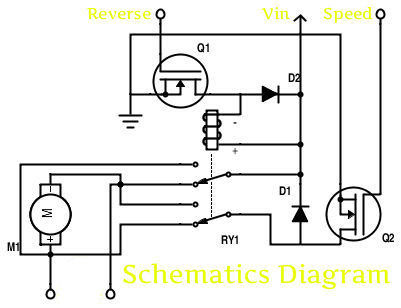 Reverse Vin Speed
Q1
D2
-
+
D1
M
-
+
M1
RY1
Q2
Schematics Diagram